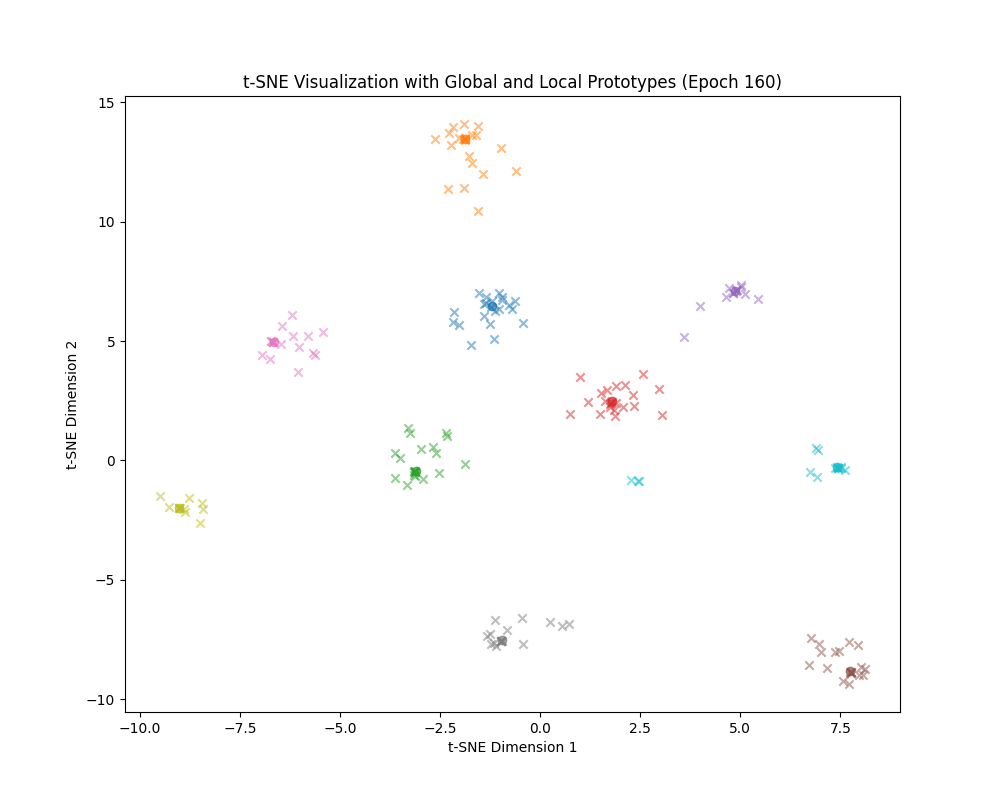 t-SNE Visualization with Global and Local Prototypes (Epoch 160)
15
10
5
0
−5
−10
t-SNE Dimension 2
−10.0 −7.5 −5.0 −2.5 0.0 2.5 5.0 7.5
t-SNE Dimension 1